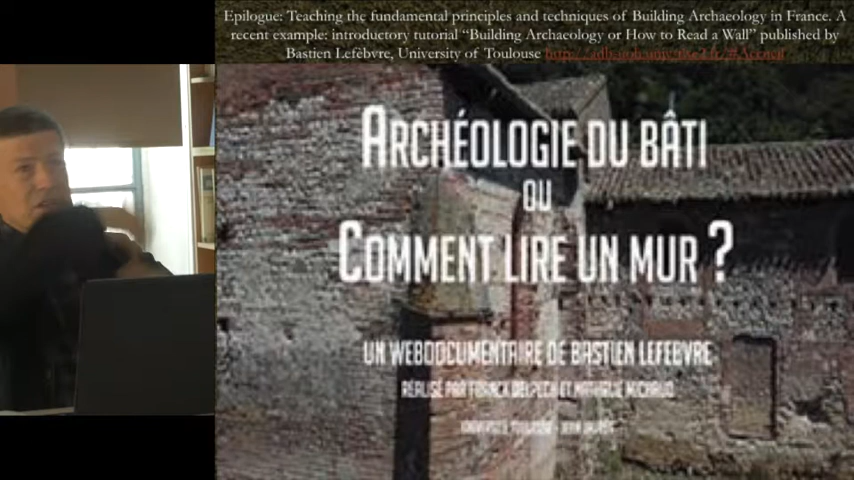 Epilogue: Teaching the fundamental principles and techniques of Building Archaeology in France. A
recent example: introductory tutorial “Building Archaeology or How to Read a Wall” published by
Bastien Lefèbvre, University of Toulouse
ARCHÉOLOGIE DU BÂTI
OU
COMMENT LIRE UN MUR ?
UN WEBDOCUMENTAIRE DE BASTIEN LEFEBVRE
RÉALISÉ PAR FRANCK DELPECH ET NATHALIE MICHAUD